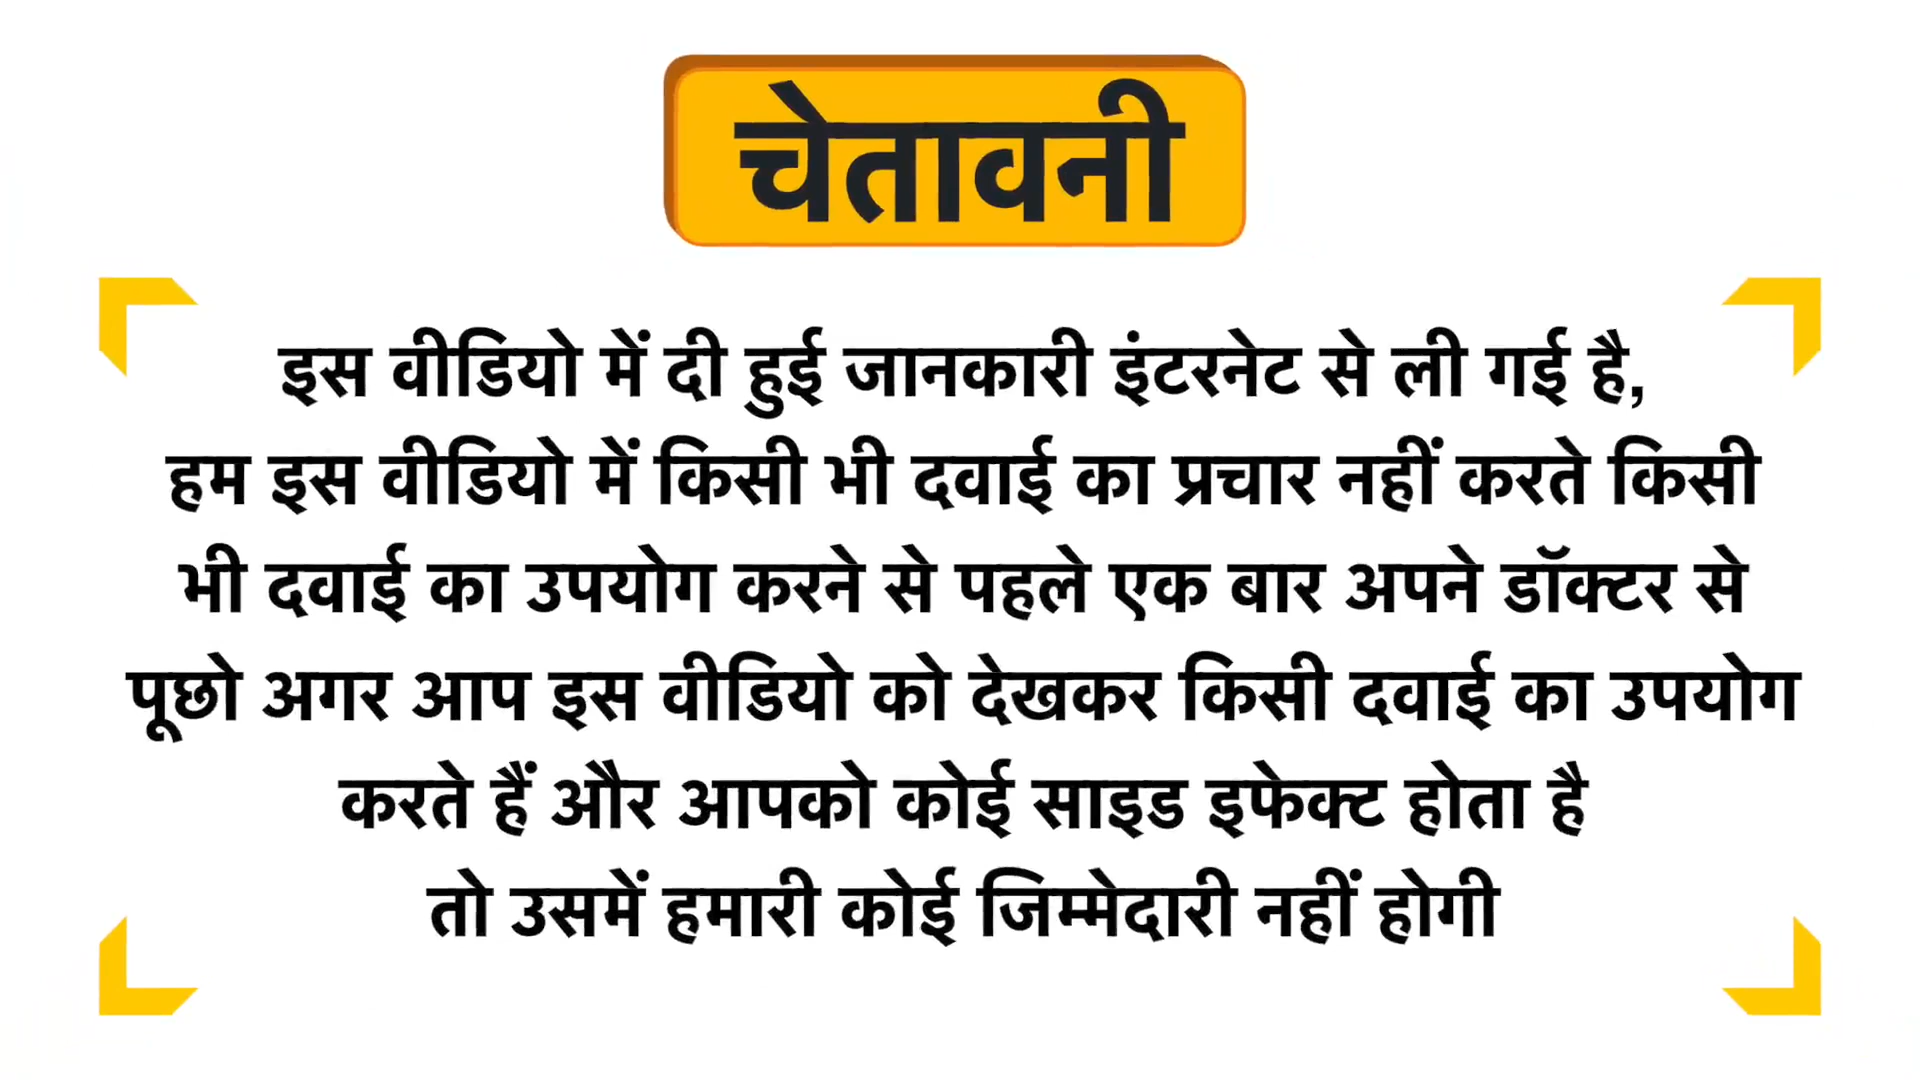 चेतावनी
इस वीडियो में दी हुई जानकारी इंटरनेट से ली गई है,
हम इस वीडियो में किसी भी दवाई का प्रचार नहीं करते किसी
भी दवाई का उपयोग करने से पहले एक बार अपने डॉक्टर से
पूछो अगर आप इस वीडियो को देखकर किसी दवाई का उपयोग
करते हैं और आपको कोई साइड इफेक्ट होता है
तो उसमें हमारी कोई जिम्मेदारी नहीं होगी